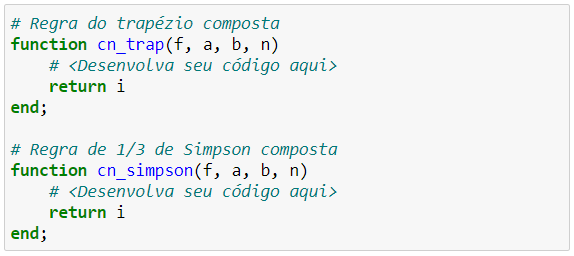 # Regra do trapézio composta
function cn_trap(f, a, b, n)
    # <Desenvolva seu código aqui>
    return i
end;

# Regra de 1/3 de Simpson composta
function cn_simpson(f, a, b, n)
    # <Desenvolva seu código aqui>
    return i
end;